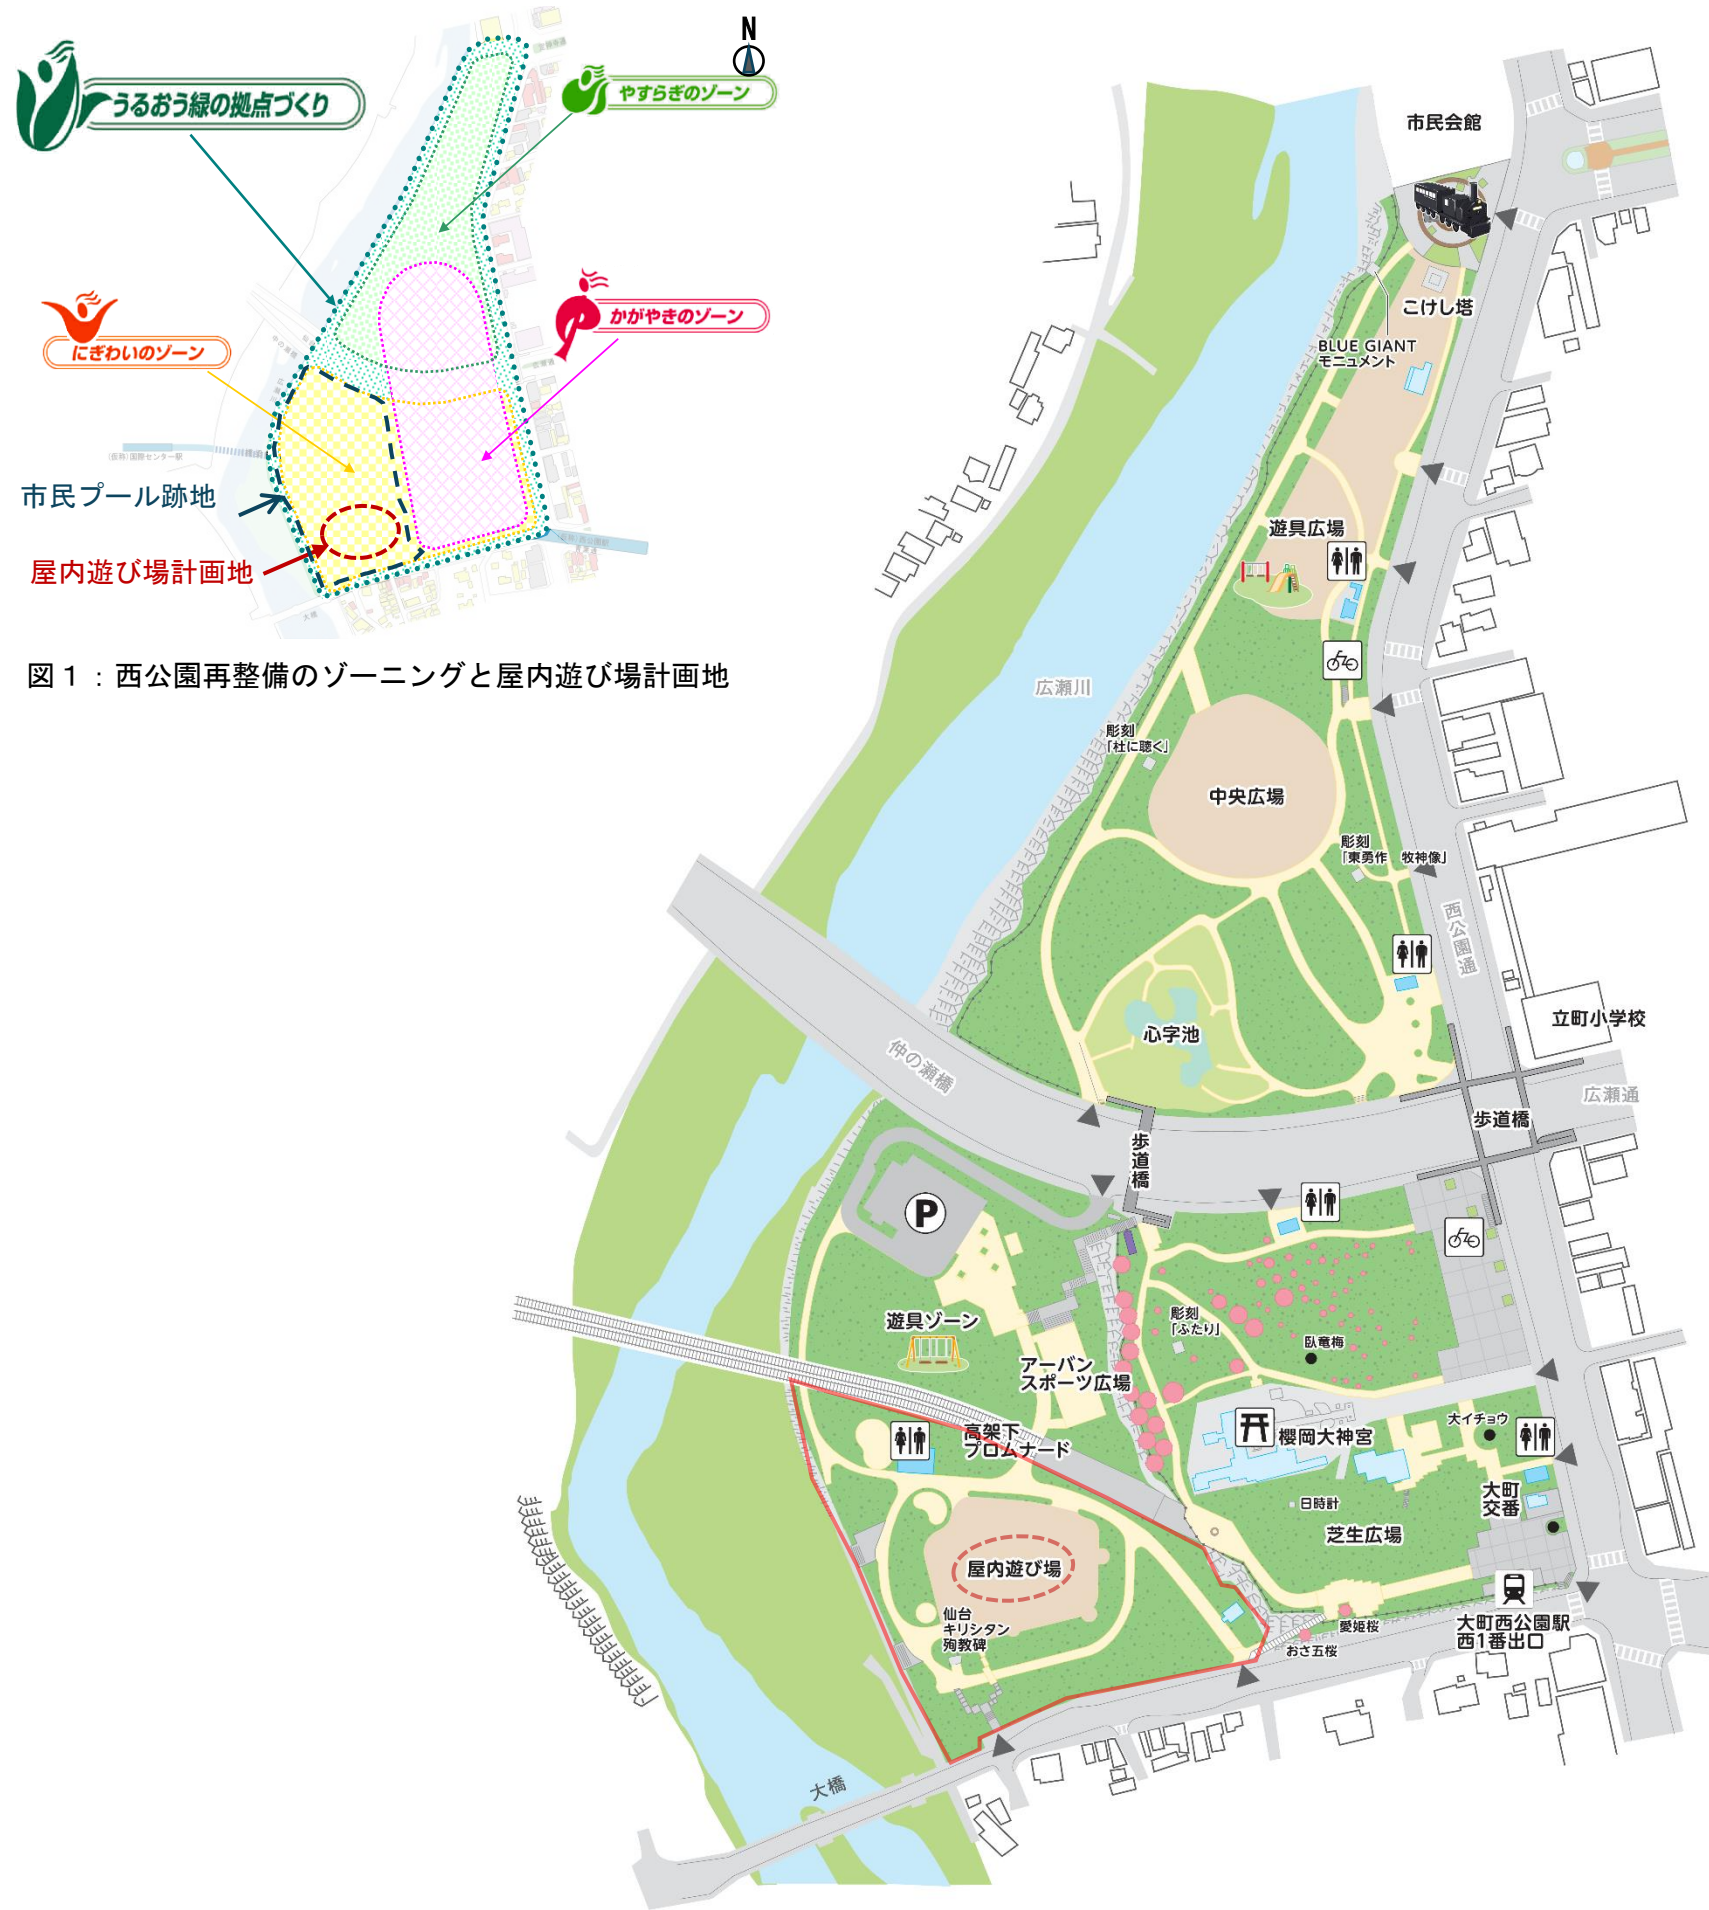 N
うるおう緑の拠点づくり
やすらぎのゾーン
かがやきのゾーン
にぎわいのゾーン
(仮称)国際センター駅
市民プール跡地
屋内遊び場計画地
大橋
図１：西公園再整備のゾーニングと屋内遊び場計画地
市民会館
こけし塔
BLUE GIANT
モニュメント
遊具広場
広瀬川
彫刻
「杜に聴く」
中央広場
彫刻
「東勇作　牧神像」
西公園通
心字池
立町小学校
仲の瀬橋
広瀬通
歩道橋
歩道橋
P
遊具ゾーン
彫刻
「ふたり」
臥竜梅
アーバン
スポーツ広場
大イチョウ
高架下
プロムナード
櫻岡大神宮
大町
交番
日時計
芝生広場
屋内遊び場
仙台
キリシタン
殉教碑
愛姫桜
おさ五桜
大町西公園駅
西1番出口
大橋